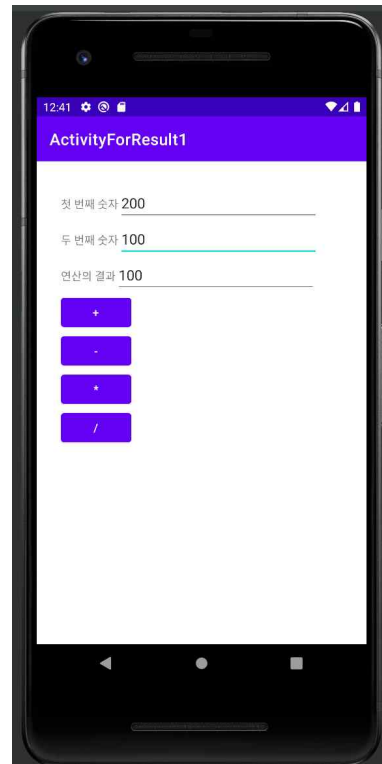 12:41
ActivityForResult1
첫 번째 숫자 200
두 번째 숫자 100
연산의 결과 100
+
-
*
/